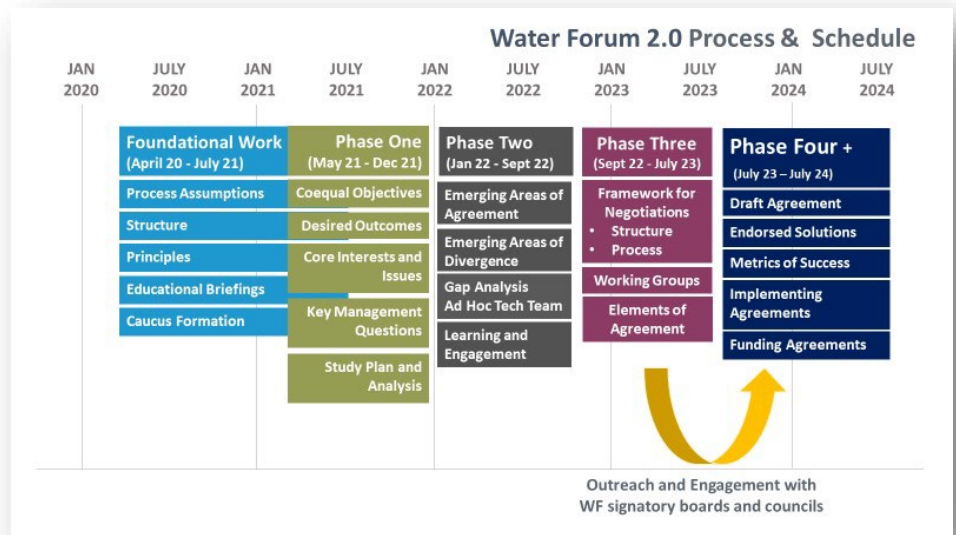 Water Forum 2.0 Process & Schedule
JAN
2020
JULY
2020
JAN
2021
JULY
2021
JAN
2022
JULY
2022
JAN
2023
JULY
2023
JAN
2024
JULY
2024
Foundational Work
(April 20 - July 21)
Process Assumptions
Structure
Principles
Educational Briefings
Caucus Formation
Phase One
(May 21 - Dec 21)
Coequal Objectives
Desired Outcomes
Core Interests and
Issues
Key Management
Questions
Study Plan and
Analysis
Phase Two
(Jan 22 - Sept 22)
Emerging Areas of
Agreement
Emerging Areas of
Divergence
Gap Analysis
Ad Hoc Tech Team
Learning and
Engagement
Phase Three
(Sept 22 - July 23)
Framework for
Negotiations
• Structure
• Process
Working Groups
Elements of
Agreement
Phase Four +
(July 23 – July 24)
Draft Agreement
Endorsed Solutions
Metrics of Success
Implementing
Agreements
Funding Agreements
Outreach and Engagement with
WF signatory boards and councils